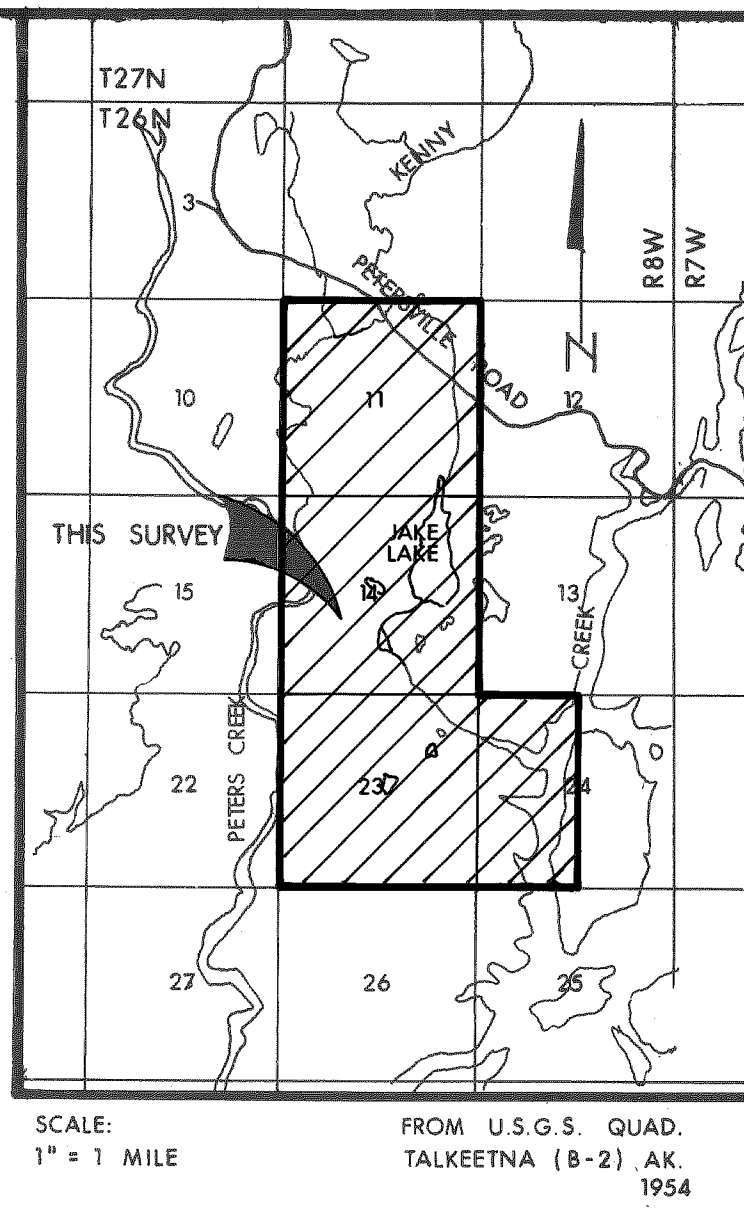 T27N
T26N
KENNY
3
R8W
R7W
PETERSVILLE ROAD
N
10
11
12
THIS SURVEY
JAKE
LAKE
15
14
13
CREEK
PETERS CREEK
22
23
24
27
26
25
SCALE:
1" = 1 MILE
FROM U.S.G.S. QUAD.
TALKEETNA (B-2) AK.
1954